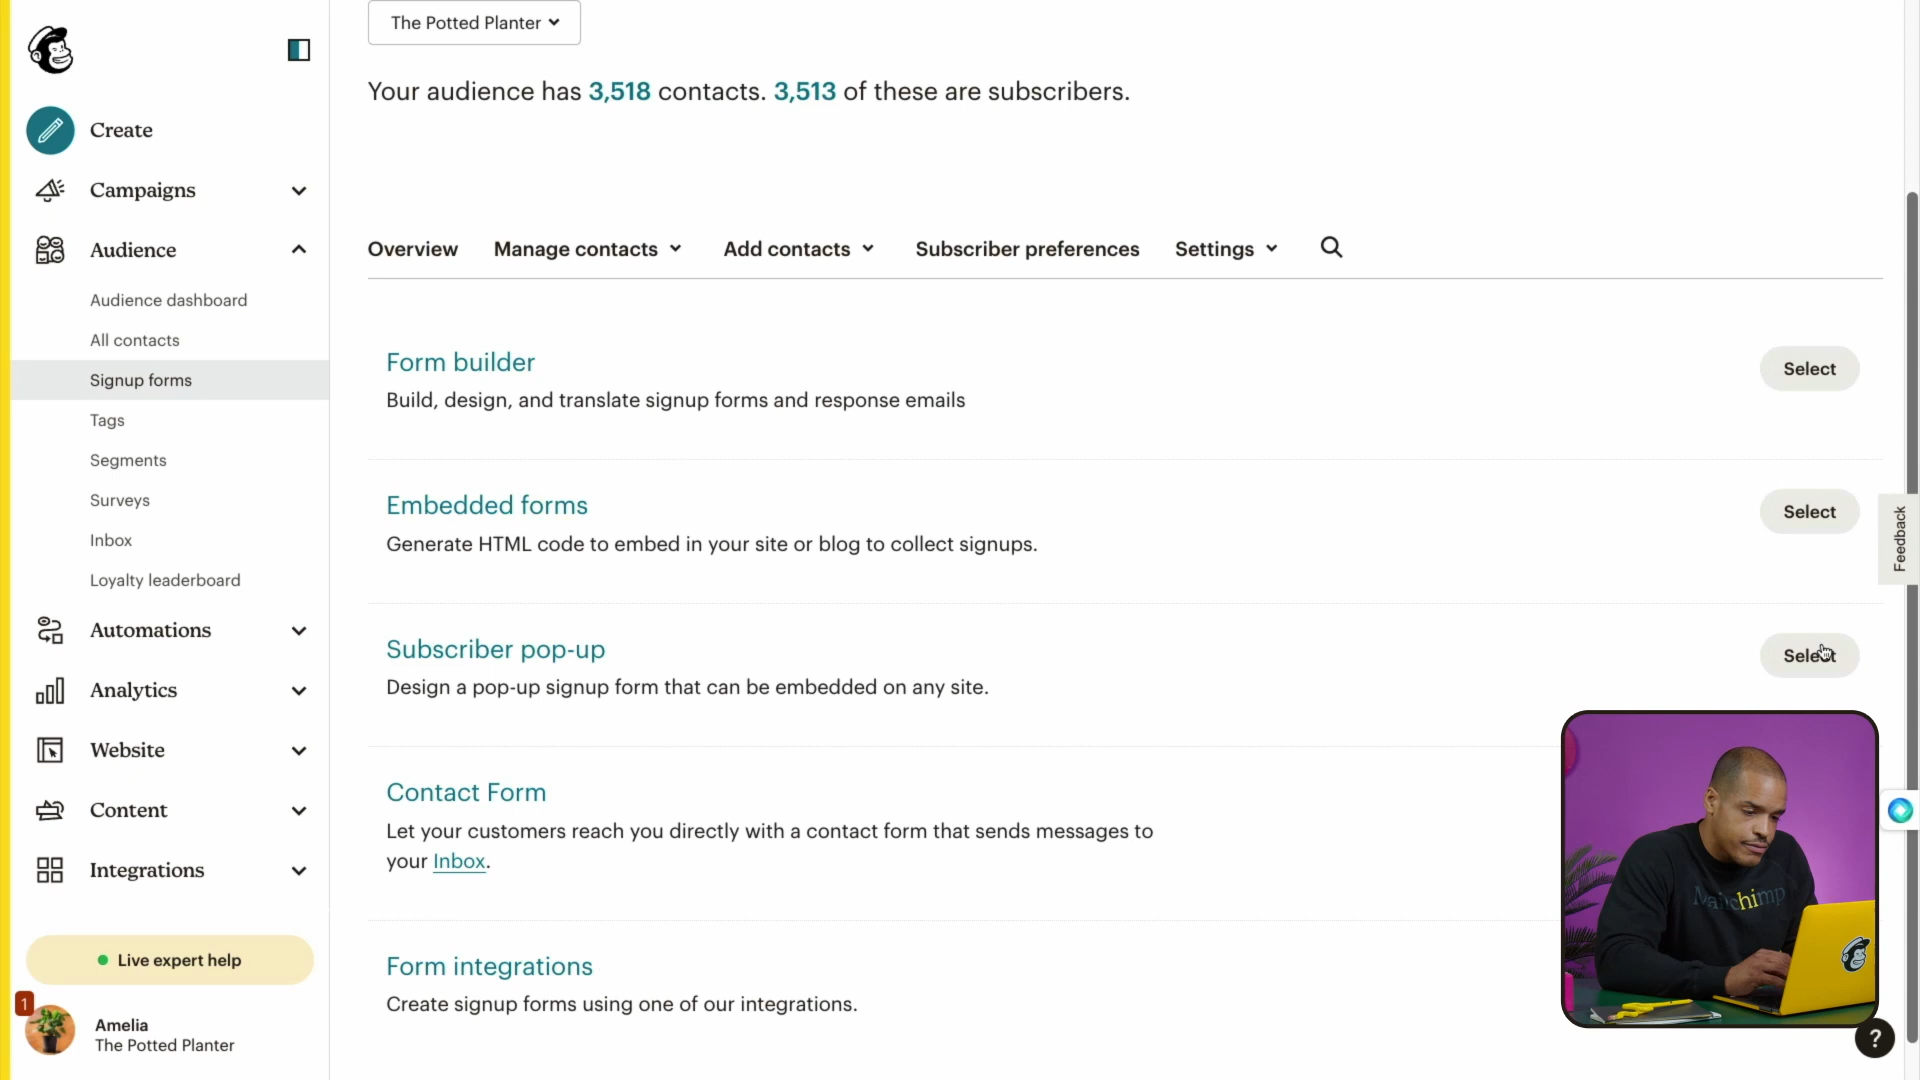 The Potted Planter
Your audience has 3,518 contacts. 3,513 of these are subscribers.
Create
Campaigns
Audience
Audience dashboard
All contacts
Signup forms
Tags
Segments
Surveys
Inbox
Loyalty leaderboard
Automations
Analytics
Website
Content
Integrations
Live expert help
1
Amelia
The Potted Planter
Overview
Manage contacts
Add contacts
Subscriber preferences
Settings
Form builder
Build, design, and translate signup forms and response emails
Select
Embedded forms
Generate HTML code to embed in your site or blog to collect signups.
Select
Subscriber pop-up
Design a pop-up signup form that can be embedded on any site.
Select
Contact Form
Let your customers reach you directly with a contact form that sends messages to
your Inbox.
Form integrations
Create signup forms using one of our integrations.
Feedback
Mailchimp
?